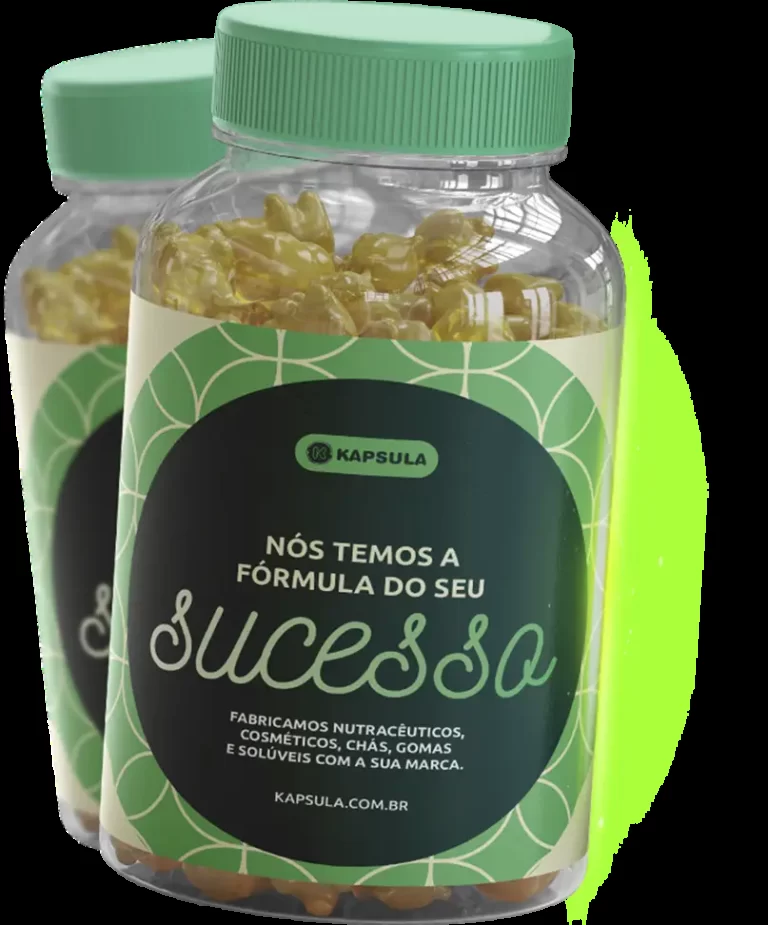 KAPSULA
NÓS TEMOS A
FÓRMULA DO SEU
sucesso
FABRICAMOS NUTRACÊUTICOS,
COSMÉTICOS, CHÁS, GOMAS
E SOLÚVEIS COM A SUA MARCA.
KAPSULA.COM.BR